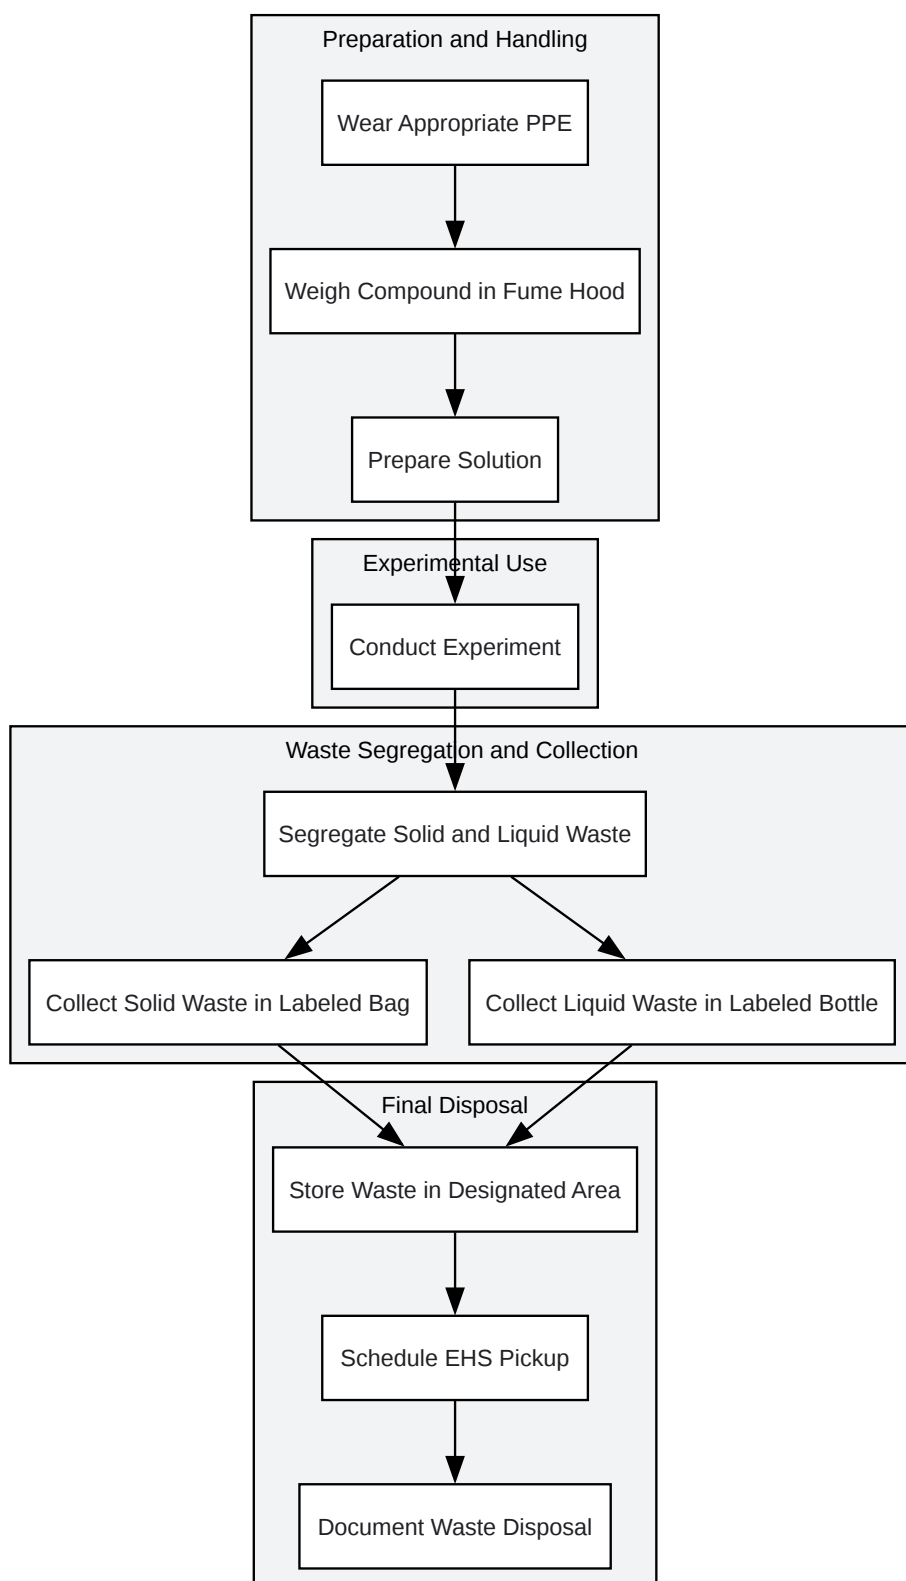 Preparation and Handling
Wear Appropriate PPE
Weigh Compound in Fume Hood
Prepare Solution
Experimental Use
Conduct Experiment
Waste Segregation and Collection
Segregate Solid and Liquid Waste
Collect Solid Waste in Labeled Bag
Collect Liquid Waste in Labeled Bottle
Final Disposal
Store Waste in Designated Area
Schedule EHS Pickup
Document Waste Disposal